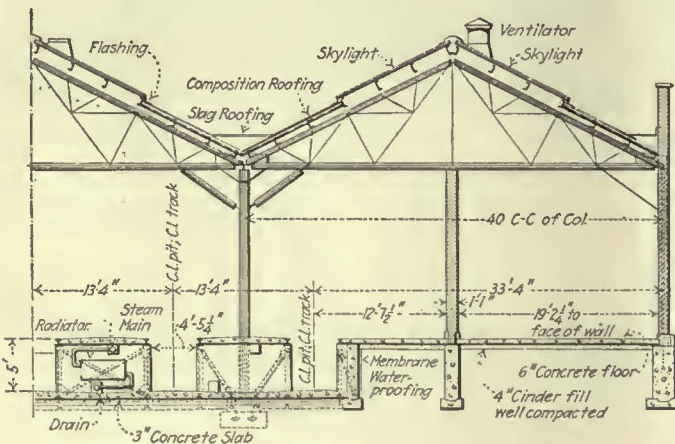 Flashing
Skylight
Ventilator
Skylight
Composition Roofing
Slag Roofing
40 C-C of Col.
C.I. pit; C.I. track
13'4"
13'4"
33'4"
1'-1"
12'-7½"
19'2¼" to
face of wall
Steam
Main
4'-5¼"
Radiator
5'
C.I. pit; C.I. track
Membrane
Water-
proofing
6" Concrete floor
4" Cinder fill
well compacted
Drain
3" Concrete Slab